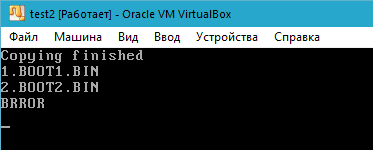 test2 [Работает] - Oracle VM VirtualBox
Файл Машина Вид Ввод Устройства Справка
Copying finished
1.BOOT1.BIN
2.BOOT2.BIN
BRROR
_